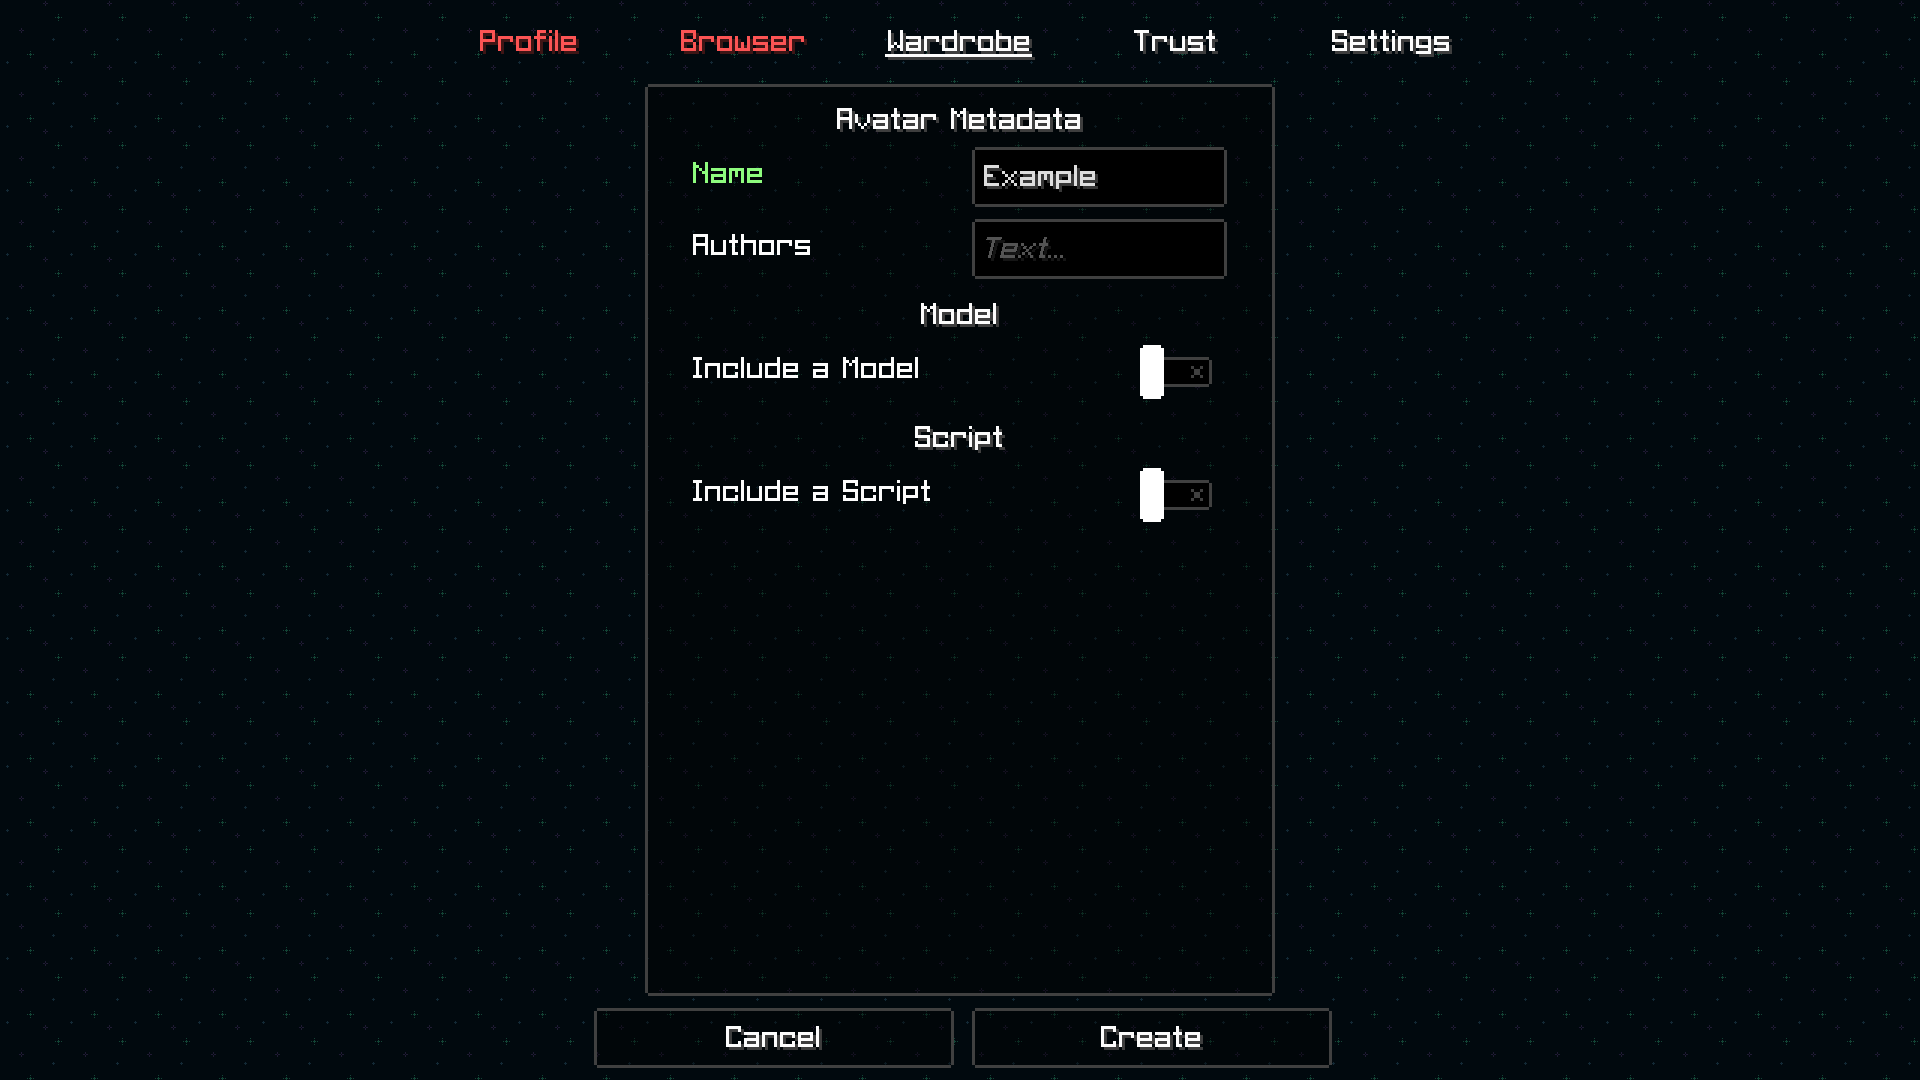 Profile Browser Wardrobe Trust Settings
Avatar Metadata
Name Example
Authors Text...
Model
Include a Model
Script
Include a Script
Cancel Create